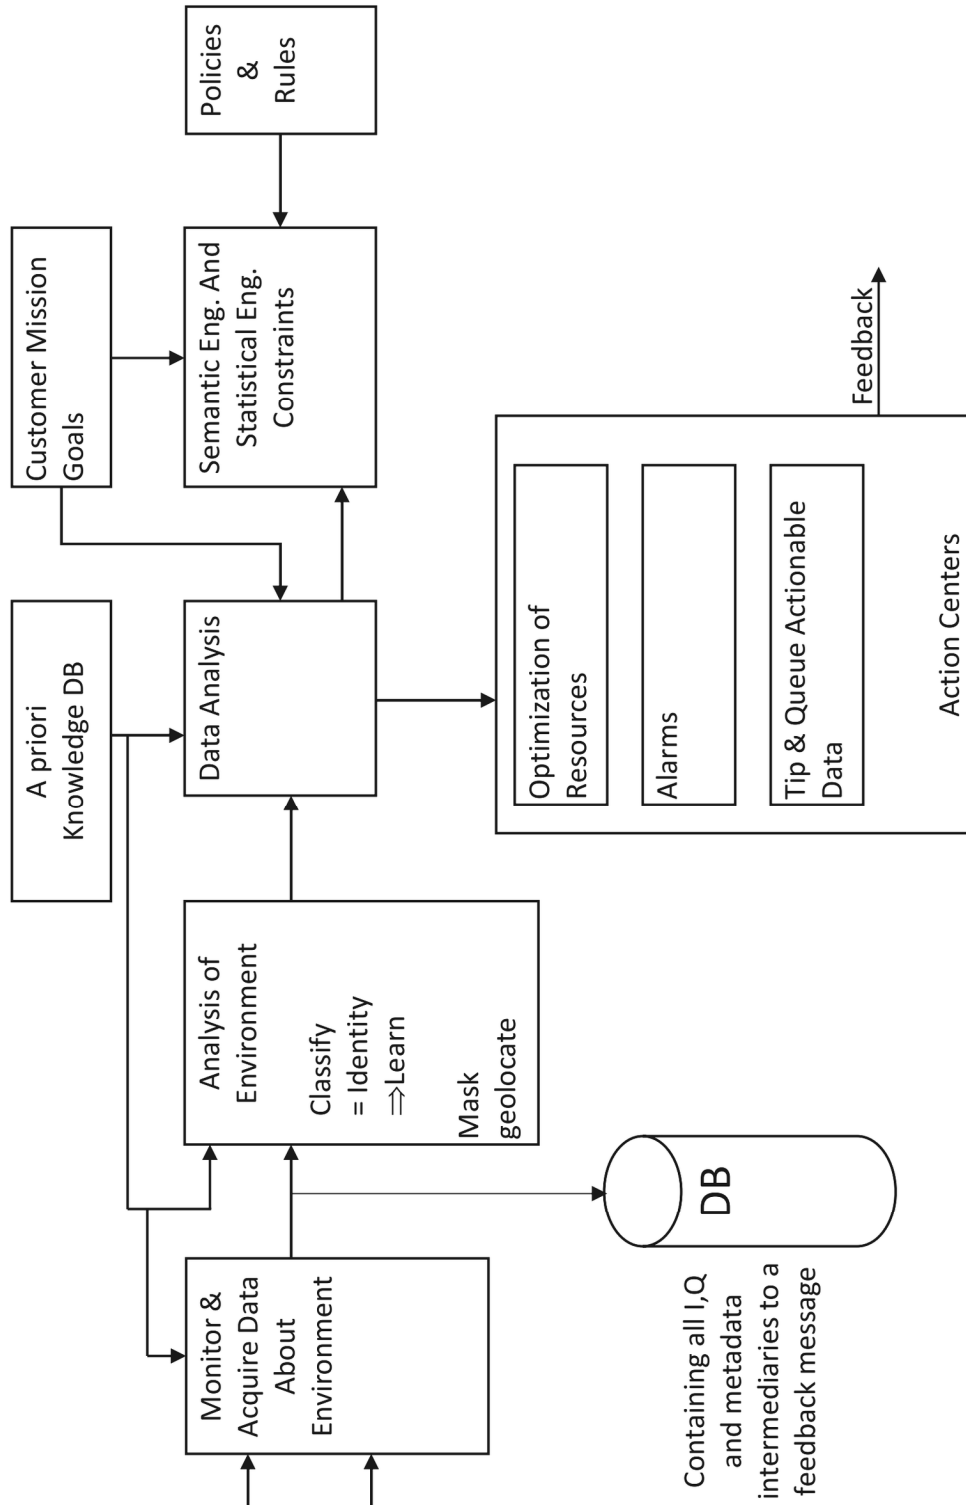 A priori
Knowledge DB
Customer Mission
Goals
Monitor &
Acquire Data
About
Environment
Analysis of
Environment
Classify
= Identity
⇒Learn
Mask
geolocate
Data Analysis
Semantic Eng. And
Statistical Eng.
Constraints
Policies
&
Rules
DB
Containing all I,Q
and metadata
intermediaries to a
feedback message
Optimization of
Resources
Alarms
Tip & Queue Actionable
Data
Action Centers
Feedback